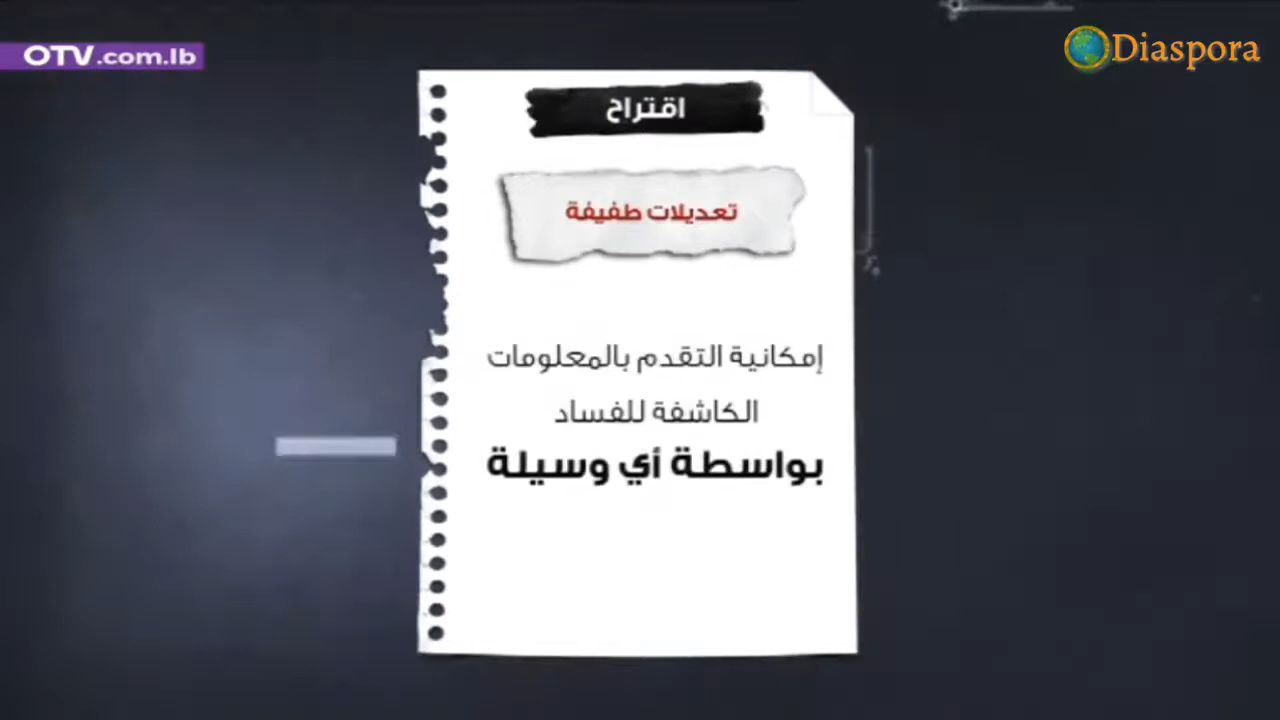 OTV.com.lb
Diaspora
اقتراح
تعديلات طفيفة
إمكانية التقدم بالمعلومات
الكاشفة للفساد
بواسطة أي وسيلة